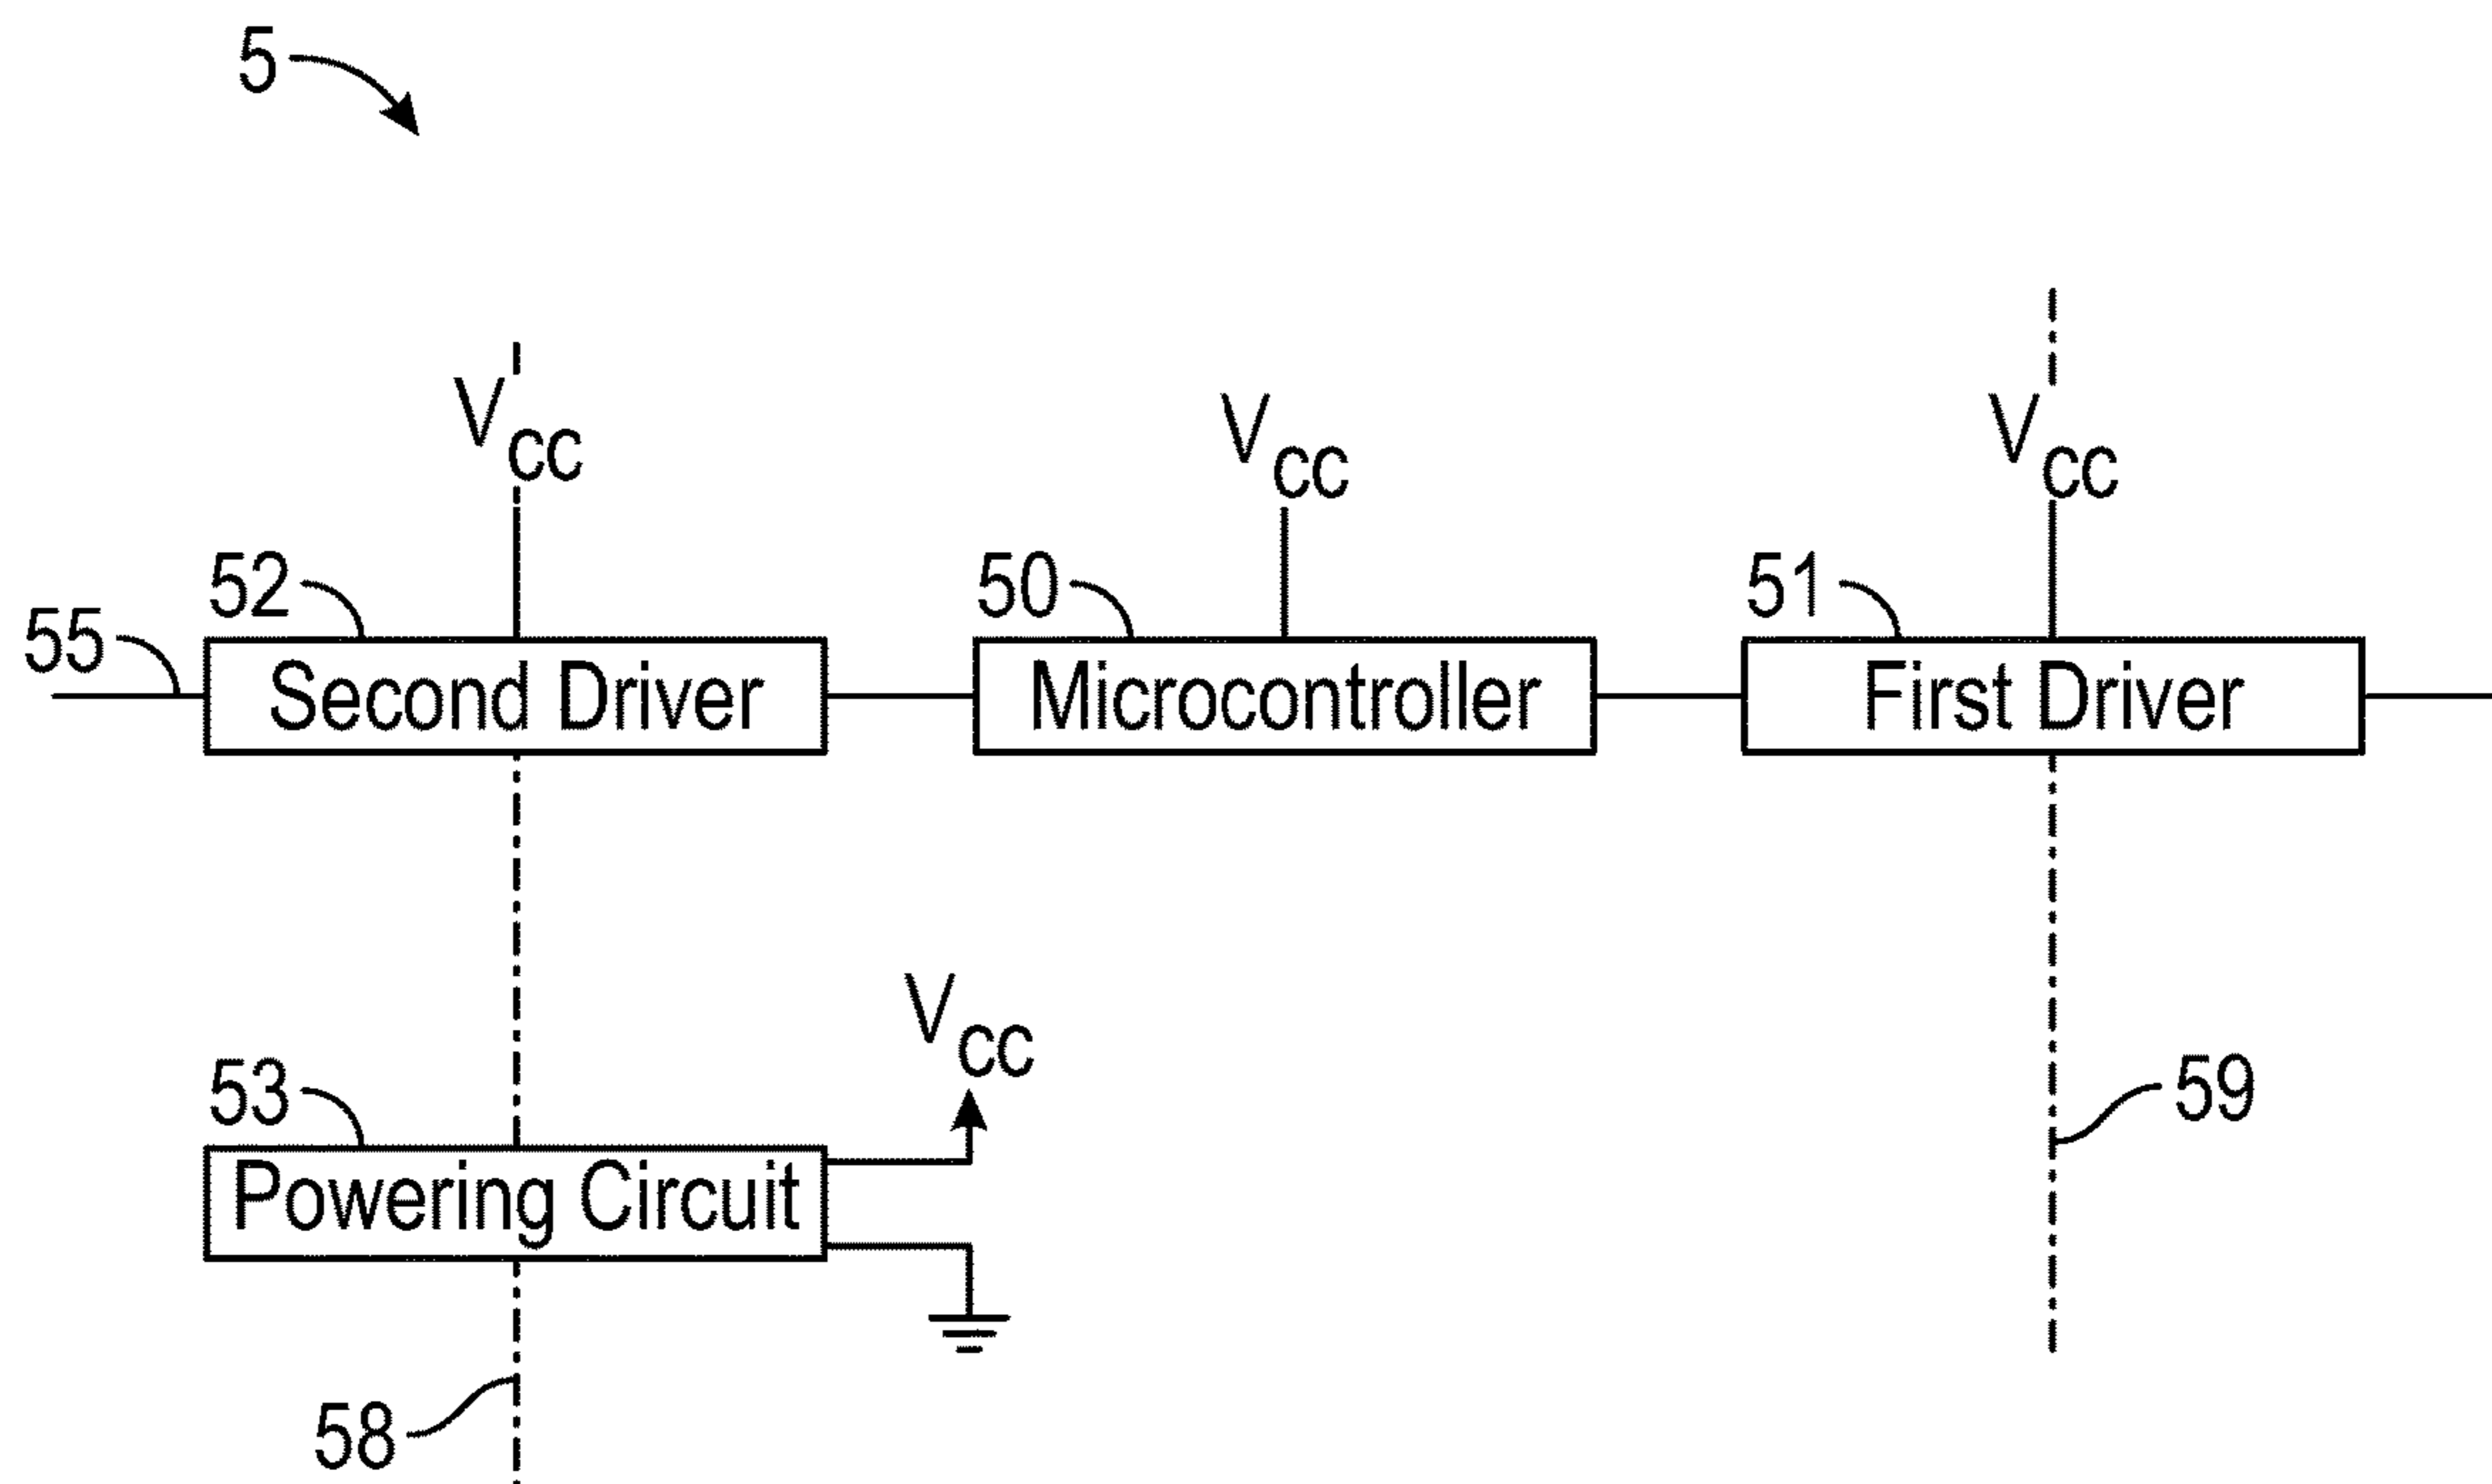 5
Vcc
Vcc
Vcc
52
50
51
55
Second Driver
Microcontroller
First Driver
Vcc
53
59
Powering Circuit
58